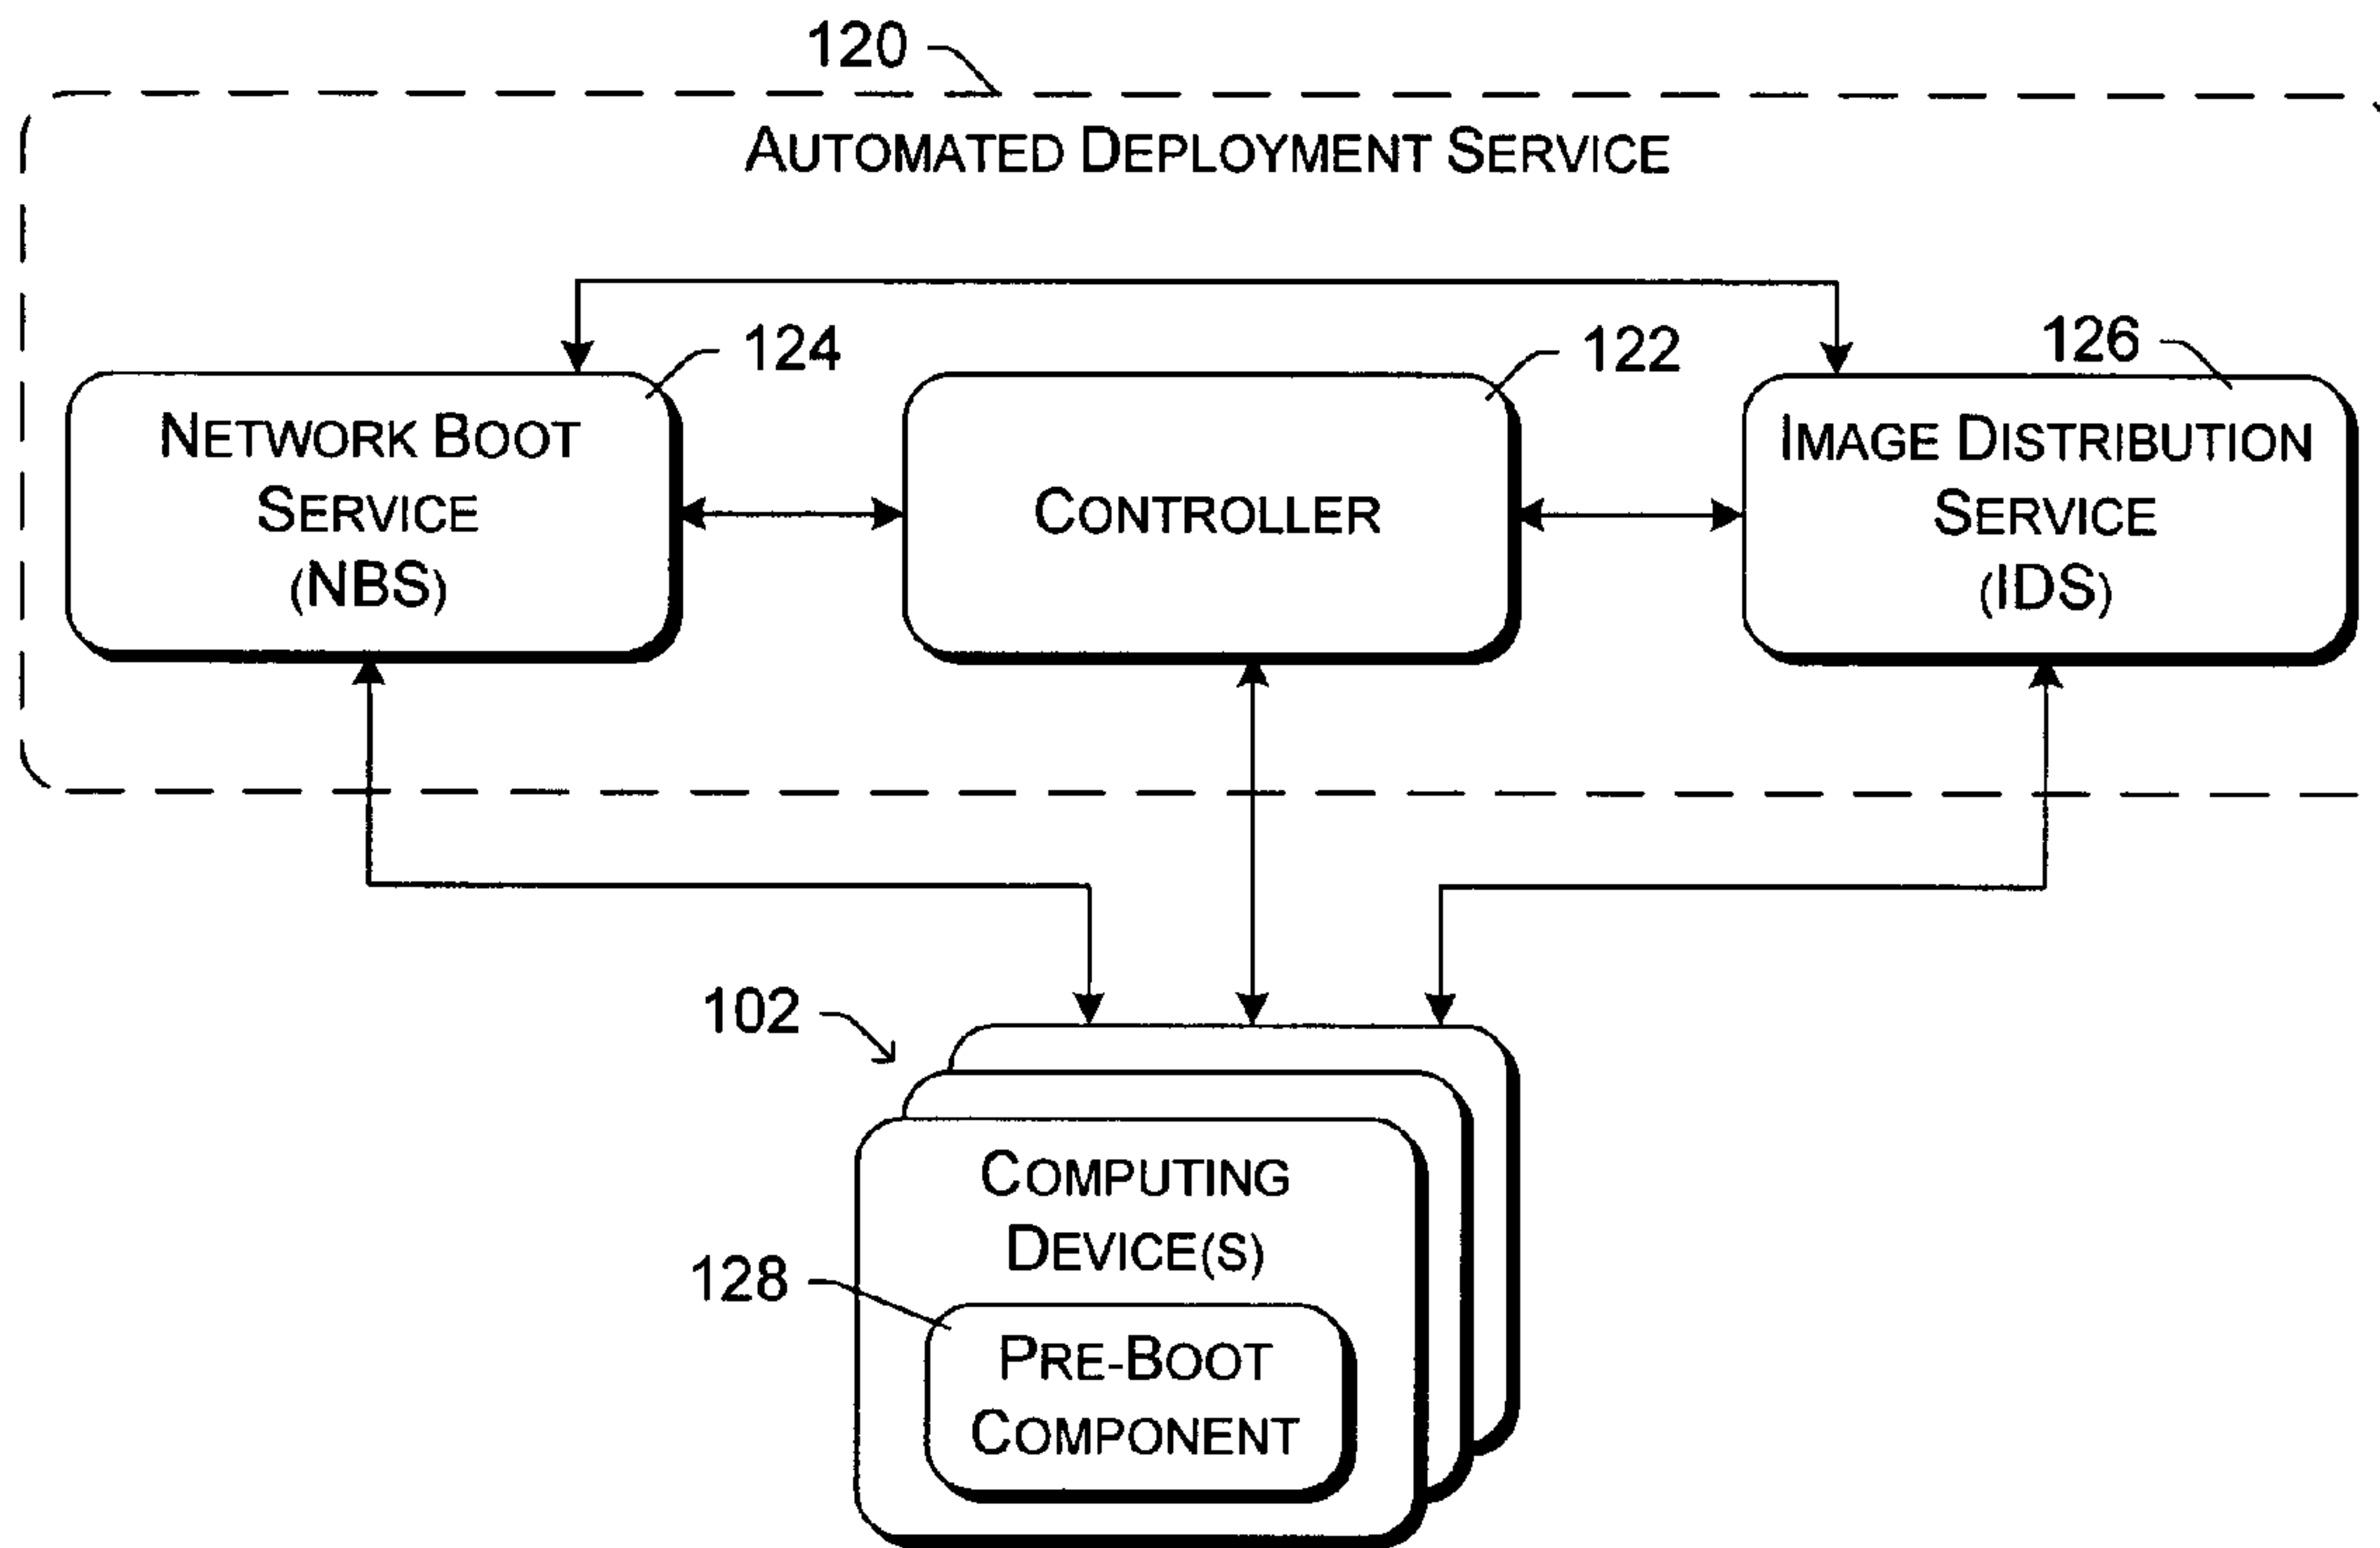 120
AUTOMATED DEPLOYMENT SERVICE
124
122
126
NETWORK BOOT
SERVICE
(NBS)
CONTROLLER
IMAGE DISTRIBUTION
SERVICE
(IDS)
102
COMPUTING
DEVICE(S)
128
PRE-BOOT
COMPONENT